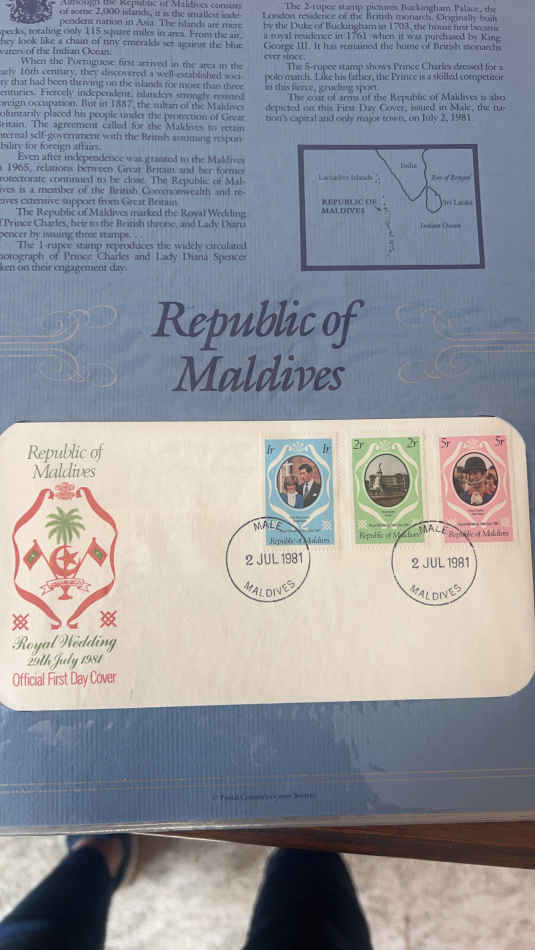 Although the Republic of Maldives consists
of some 2,000 islands, it is the smallest inde-
pendent nation in Asia. The islands are mere
specks, totaling only 115 square miles in area. From the air,
they look like a chain of tiny emeralds set against the blue
waters of the Indian Ocean.
When the Portuguese first arrived in the area in the
early 16th century, they discovered a well-established soci-
ety that had been thriving on the islands for more than three
centuries. Fiercely independent, islanders strongly resisted
foreign occupation. But in 1887, the sultan of the Maldives
voluntarily placed his people under the protection of Great
Britain. The agreement called for the Maldives to retain
internal self-government with the British assuming respon-
sibility for foreign affairs.
Even after independence was granted to the Maldives
in 1965, relations between Great Britain and her former
protectorate continued to be close. The Republic of Mal-
dives is a member of the British Commonwealth and re-
ceives extensive support from Great Britain.
The Republic of Maldives marked the Royal Wedding
of Prince Charles, heir to the British throne, and Lady Diana
Spencer by issuing three stamps. . .
The 1-rupee stamp reproduces the widely circulated
photograph of Prince Charles and Lady Diana Spencer
taken on their engagement day.
The 2-rupee stamp pictures Buckingham Palace, the
London residence of the British monarch. Originally built
by the Duke of Buckingham in 1703, the house first became
a royal residence in 1761 when it was purchased by King
George III. It has remained the home of British monarchs
ever since.
The 5-rupee stamp shows Prince Charles dressed for a
polo match. Like his father, the Prince is a skilled competitor
in this fierce, grueling sport.
The coat of arms of the Republic of Maldives is also
depicted on this First Day Cover, issued in Male, the na-
tion's capital and only major town, on July 2, 1981.
India
Laccadive Islands
Bay of Bengal
REPUBLIC OF
MALDIVES
Sri Lanka
Indian Ocean
Republic of
Maldives
Republic of
Maldives
Royal Wedding
29th July 1981
Official First Day Cover
1r 1r
Republic of Maldives
2r 2r
Republic of Maldives
5r 5r
Republic of Maldives
MALE
2 JUL 1981
MALDIVES
MALE
2 JUL 1981
MALDIVES